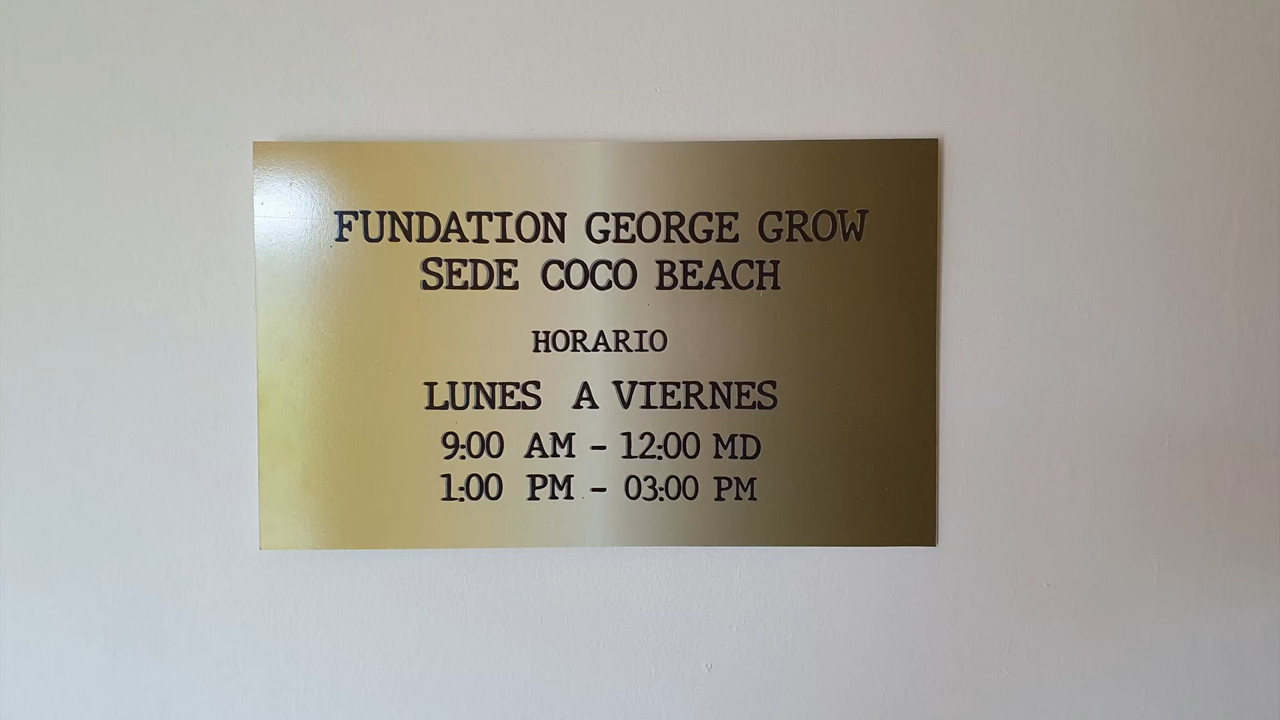 FUNDATION GEORGE GROW
SEDE COCO BEACH
HORARIO
LUNES A VIERNES
9:00 AM - 12:00 MD
1:00 PM - 03:00 PM